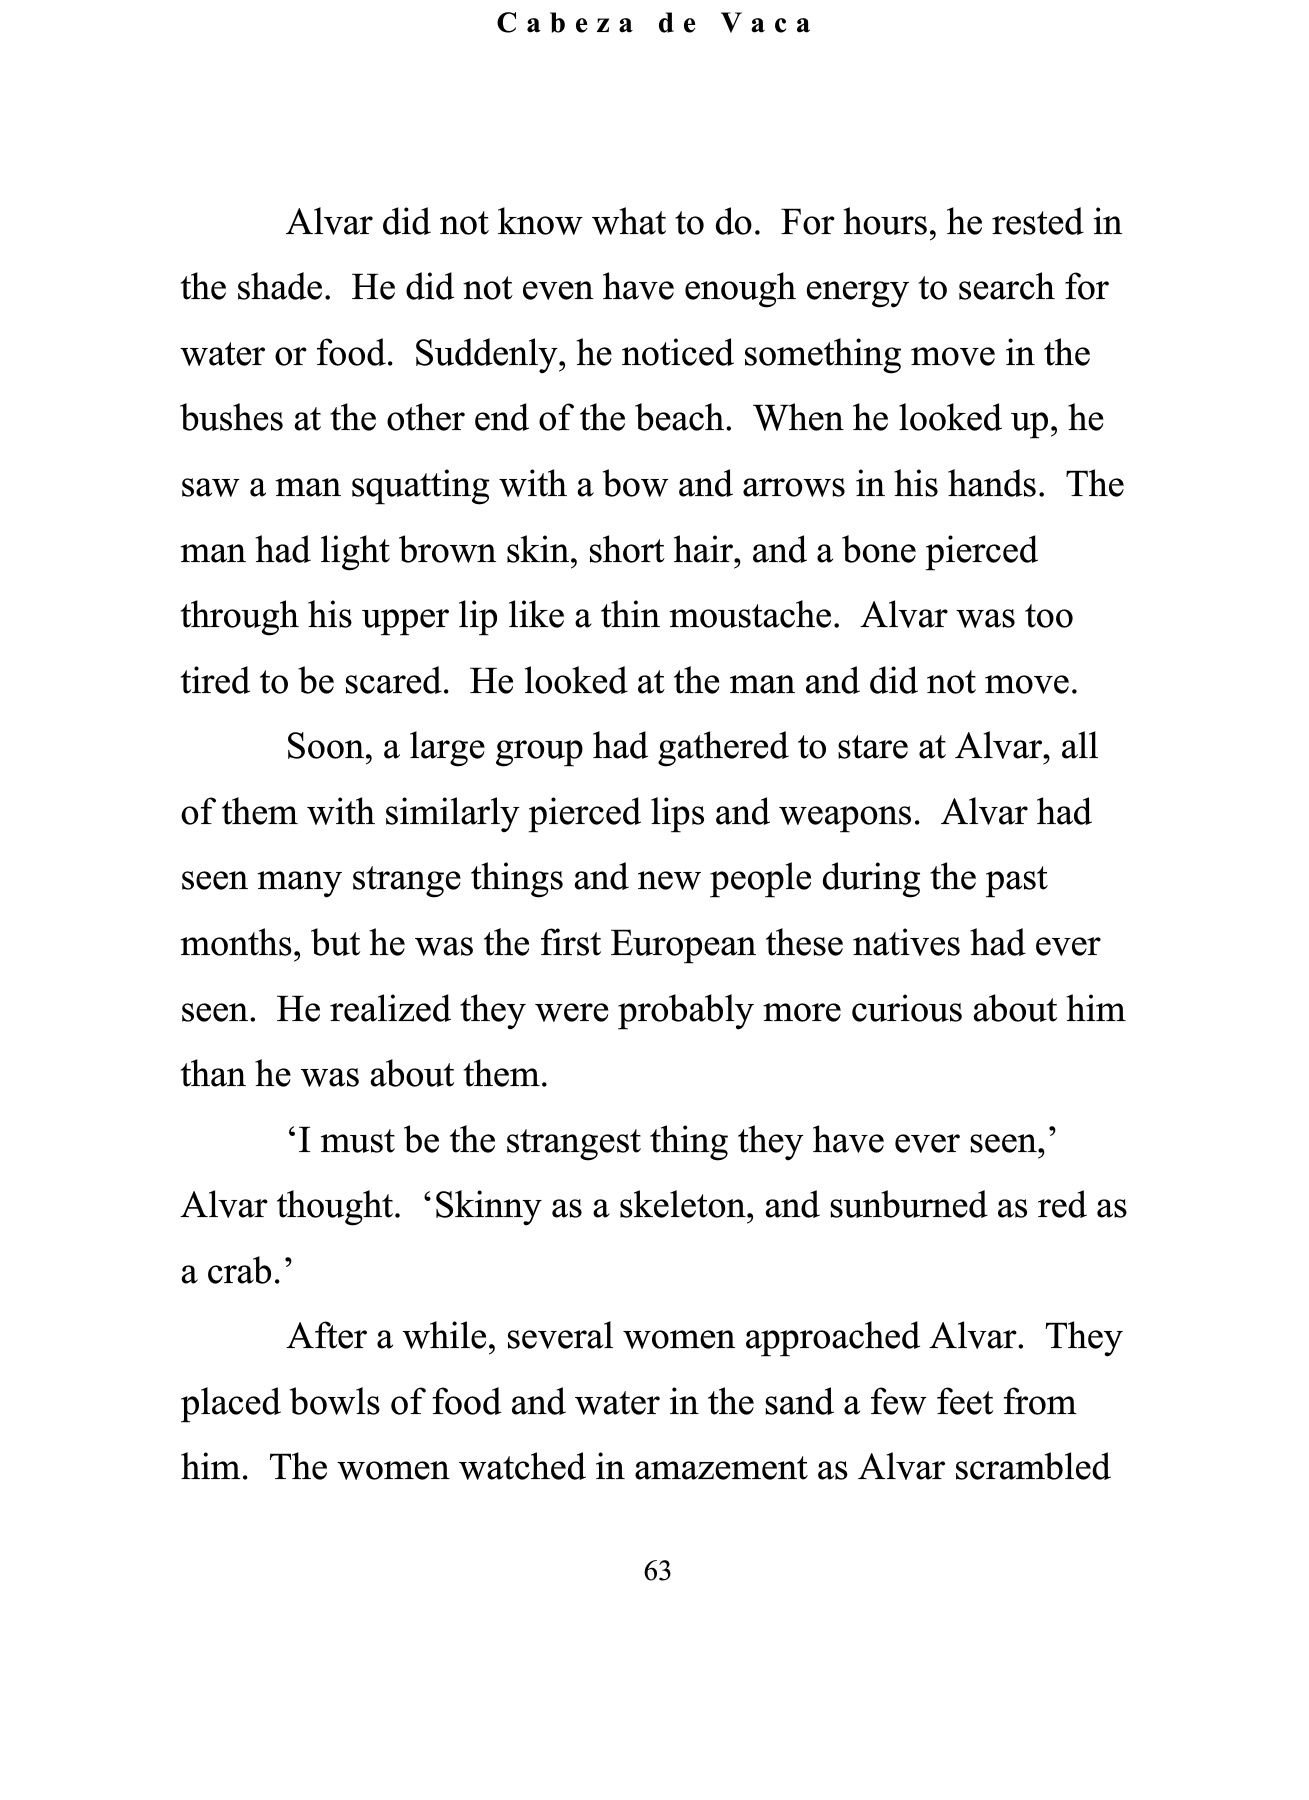 Cabeza de Vaca
Alvar did not know what to do.  For hours, he rested in
the shade.  He did not even have enough energy to search for
water or food.  Suddenly, he noticed something move in the
bushes at the other end of the beach.  When he looked up, he
saw a man squatting with a bow and arrows in his hands.  The
man had light brown skin, short hair, and a bone pierced
through his upper lip like a thin moustache.  Alvar was too
tired to be scared.  He looked at the man and did not move.
Soon, a large group had gathered to stare at Alvar, all
of them with similarly pierced lips and weapons.  Alvar had
seen many strange things and new people during the past
months, but he was the first European these natives had ever
seen.  He realized they were probably more curious about him
than he was about them.
‘I must be the strangest thing they have ever seen,’
Alvar thought.  ‘Skinny as a skeleton, and sunburned as red as
a crab.’
After a while, several women approached Alvar.  They
placed bowls of food and water in the sand a few feet from
him.  The women watched in amazement as Alvar scrambled
63